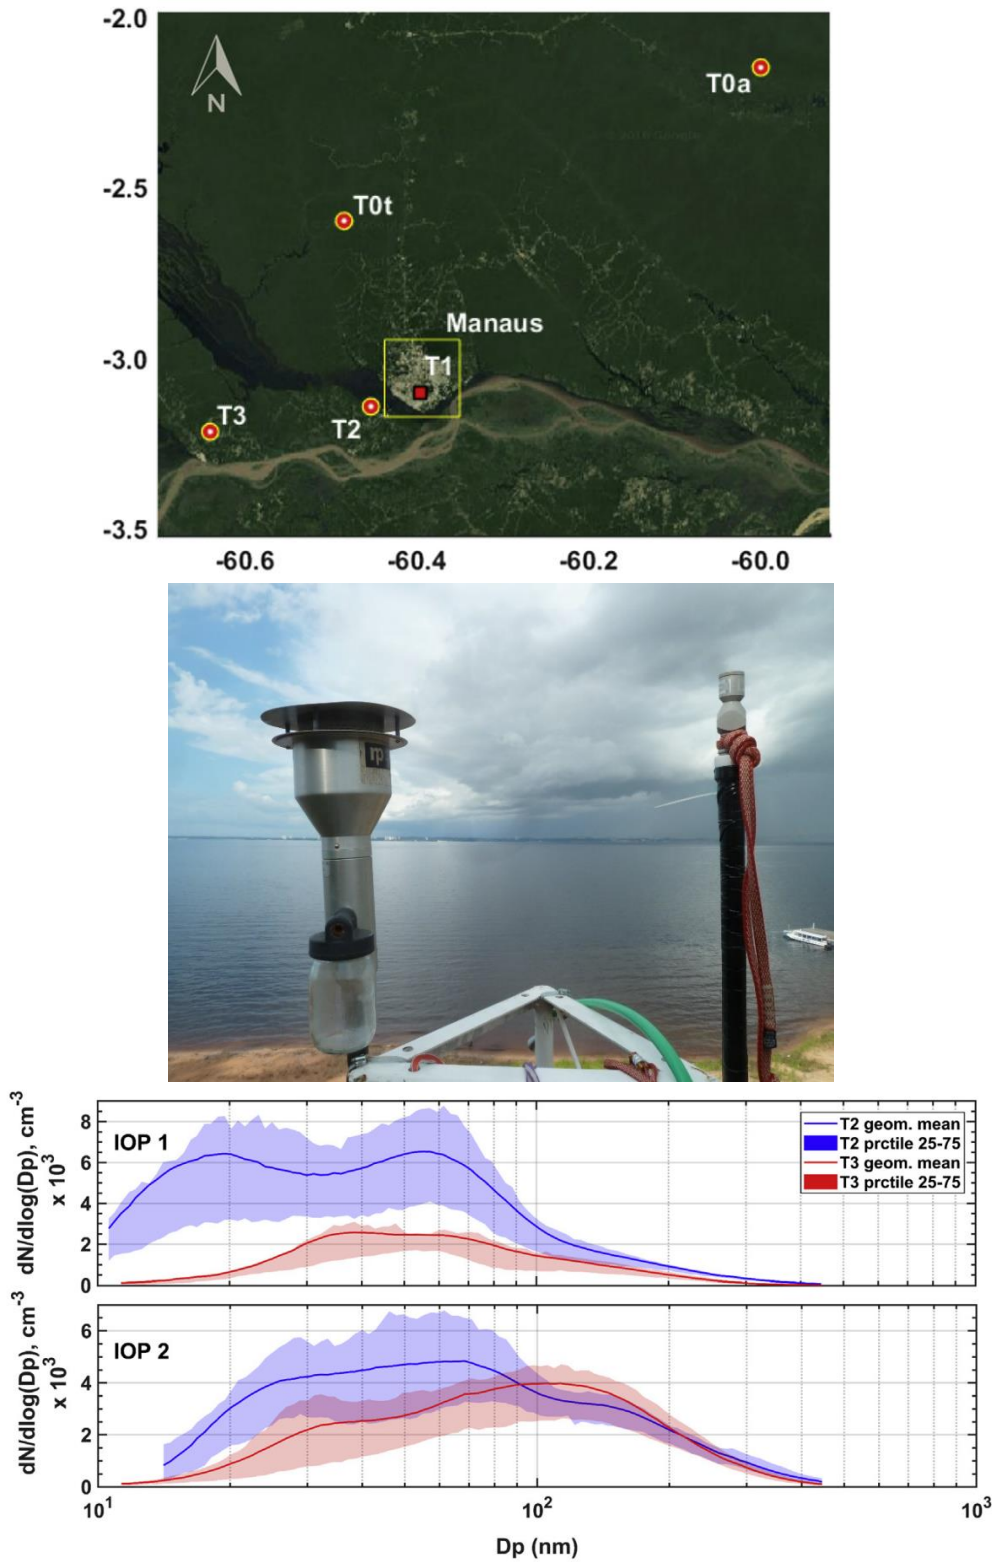 -2.0
-2.5
-3.0
-3.5
N
T0a
T0t
Manaus
T1
T2
T3
-60.6
-60.4
-60.2
-60.0
rp
dN/dlog(Dp), cm-3
x 10³
8
6
4
2
0
IOP 1
T2 geom. mean
T2 prctile 25-75
T3 geom. mean
T3 prctile 25-75
dN/dlog(Dp), cm-3
x 10³
6
4
2
0
IOP 2
10¹
10²
10³
Dp (nm)